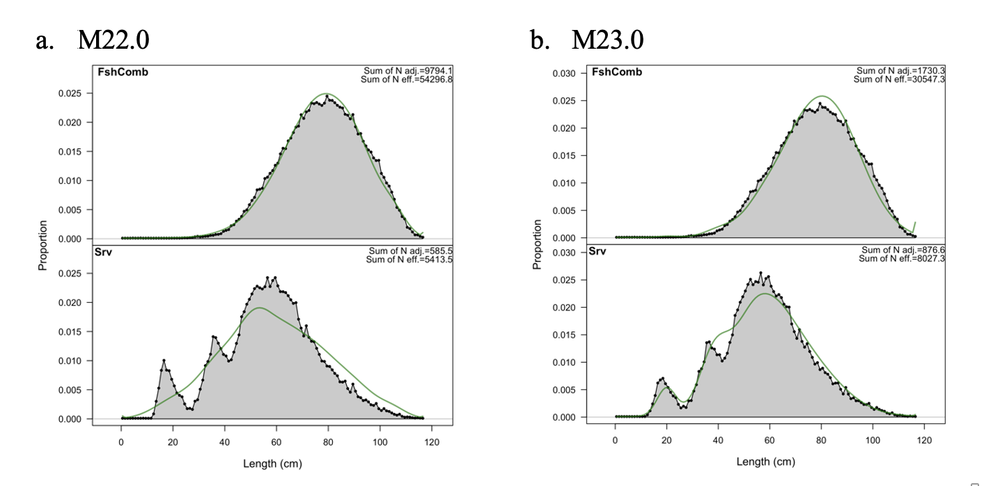 a. M22.0
b. M23.0
FshComb
Sum of N adj.=9794.1
Sum of N eff.=54296.8
0.025
0.020
0.015
0.010
0.005
0.000
Srv
Sum of N adj.=585.5
Sum of N eff.=5413.5
0.025
0.020
0.015
0.010
0.005
0.000
Proportion
0 20 40 60 80 100 120
Length (cm)
FshComb
Sum of N adj.=1730.3
Sum of N eff.=30547.3
0.030
0.025
0.020
0.015
0.010
0.005
0.000
Srv
Sum of N adj.=876.6
Sum of N eff.=8027.3
0.030
0.025
0.020
0.015
0.010
0.005
0.000
Proportion
0 20 40 60 80 100 120
Length (cm)